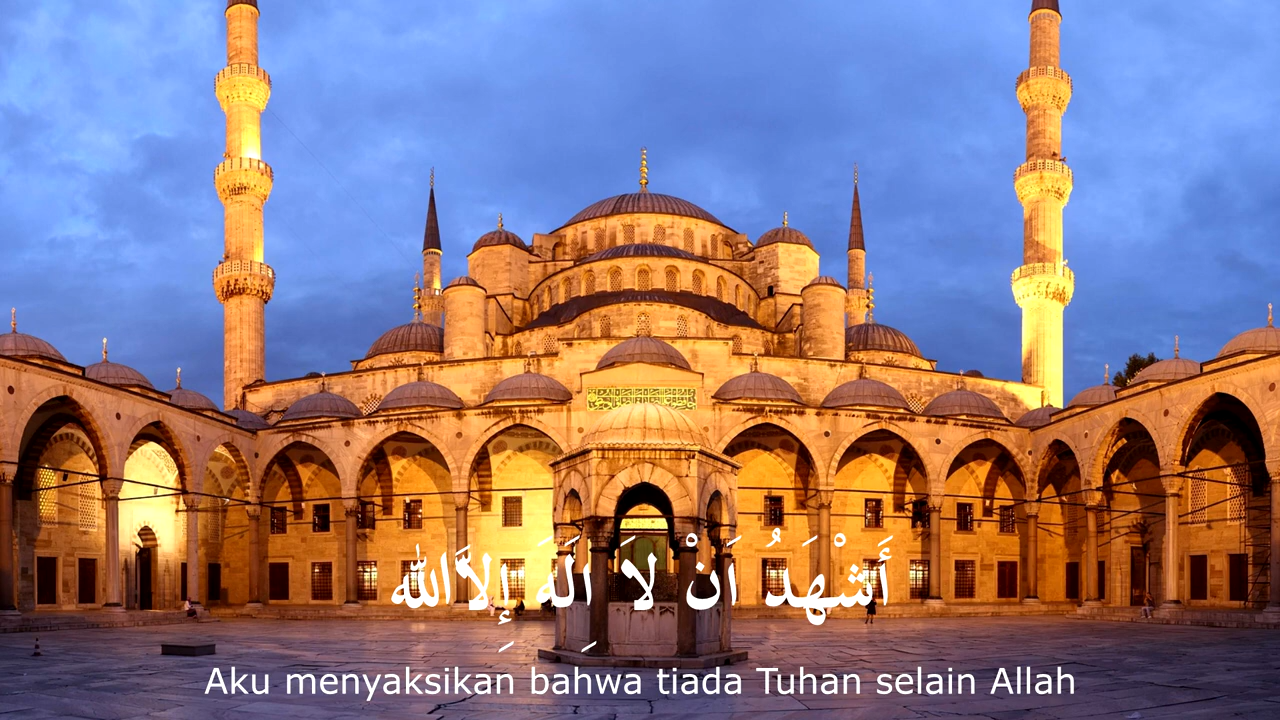 أَشْهَدُ اَنْ لاَ اِلَهَ إِلاَّالله
Aku menyaksikan bahwa tiada Tuhan selain Allah